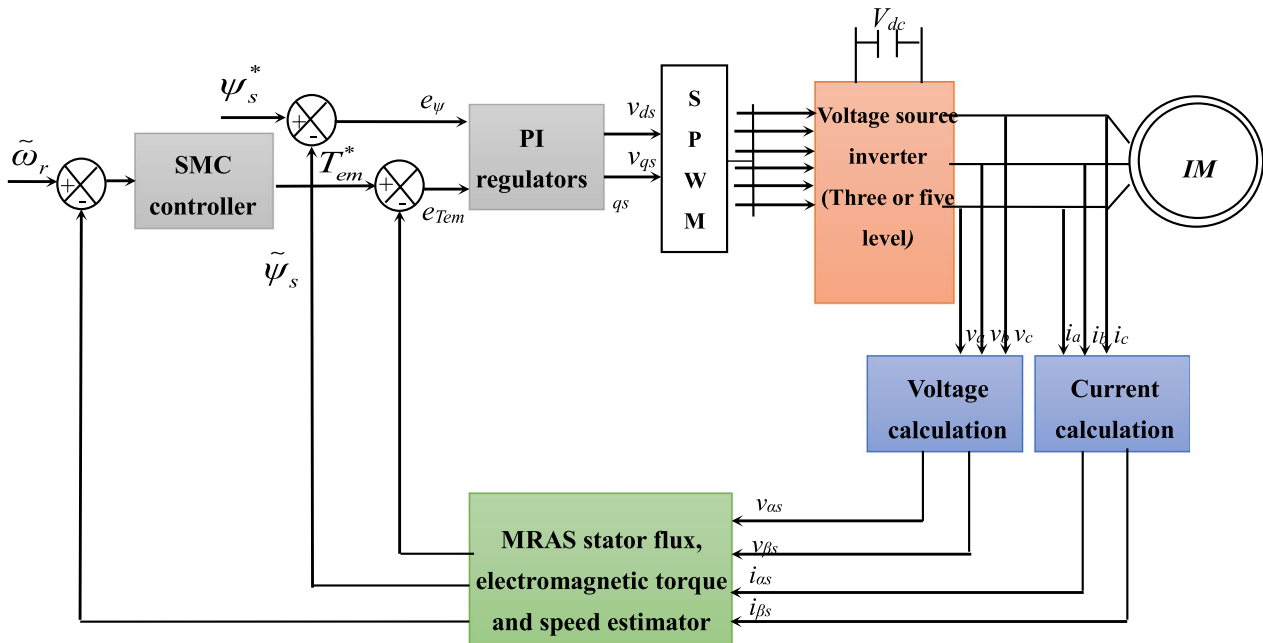 V_dc
ψ_s^*
+
-
e_ψ
PI
regulators
v_ds
v_qs
qs
S
P
W
M
Voltage source
inverter
(Three or five
level)
IM
ω̃_r
+
-
SMC
controller
T_em^*
+
-
e_Tem
ψ̃_s
v_a v_b v_c
i_a i_b i_c
Voltage
calculation
Current
calculation
MRAS stator flux,
electromagnetic torque
and speed estimator
v_αs
v_βs
i_αs
i_βs